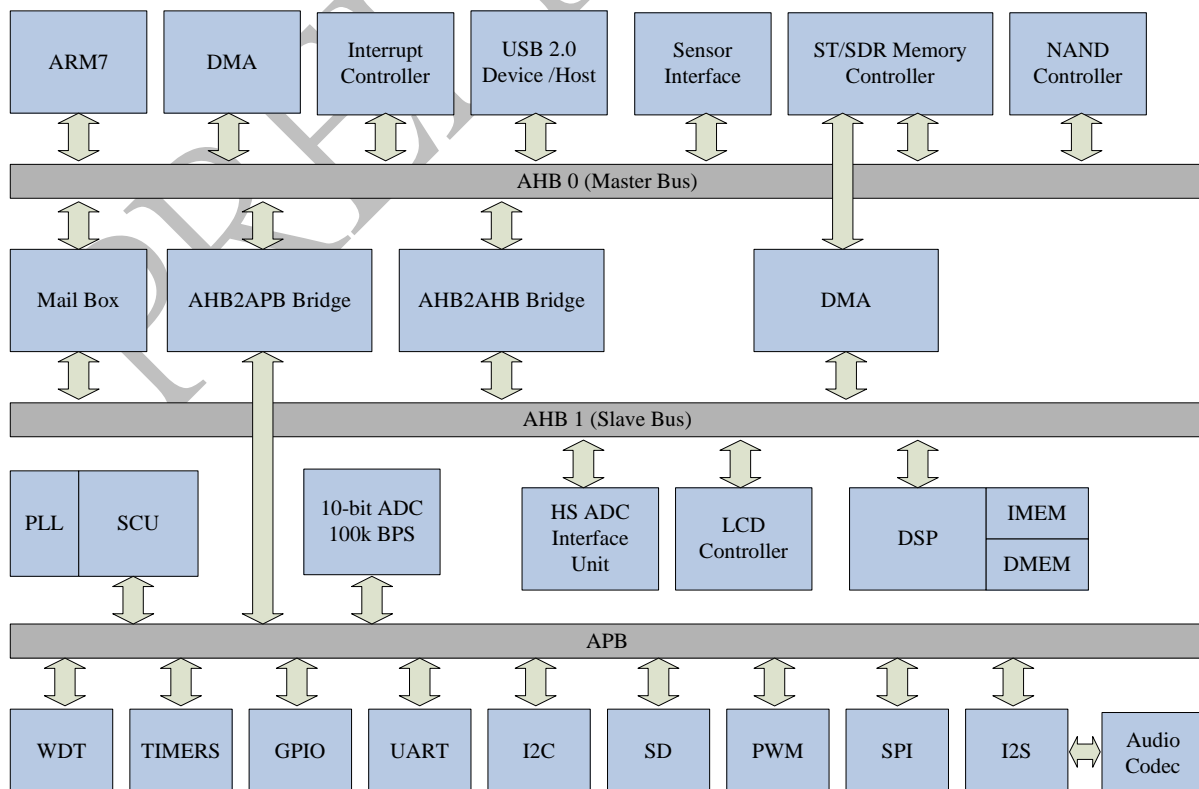 ARM7
DMA
Interrupt
Controller
USB 2.0
Device /Host
Sensor
Interface
ST/SDR Memory
Controller
NAND
Controller
AHB 0 (Master Bus)
Mail Box
AHB2APB Bridge
AHB2AHB Bridge
DMA
AHB 1 (Slave Bus)
PLL
SCU
10-bit ADC
100k BPS
HS ADC
Interface
Unit
LCD
Controller
DSP
IMEM
DMEM
APB
WDT
TIMERS
GPIO
UART
I2C
SD
PWM
SPI
I2S
Audio
Codec